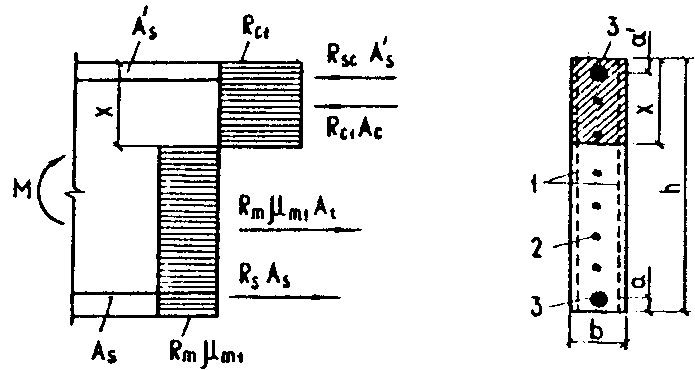 A's
Rct
Rsc A's
x
Rct Ac
M
Rm μm1 At
Rs As
As
Rm μm1
3
a'
x
1
h
2
3
a
b